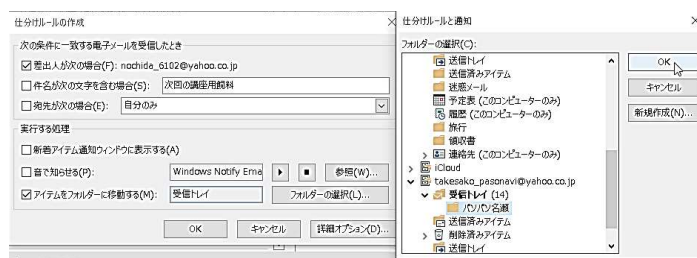 仕分けルールの作成
次の条件に一致する電子メールを受信したとき
差出人が次の場合(F): nochida_6102@yahoo.co.jp
件名が次の文字を含む場合(S): 次回の講座用飼料
宛先が次の場合(E): 自分のみ
実行する処理
新着アイテム通知ウィンドウに表示する(A)
音で知らせる(P): Windows Notify Ema 参照(W)...
アイテムをフォルダーに移動する(M): 受信トレイ フォルダーの選択(L)...
OK キャンセル 詳細オプション(D)...
仕分けルールと通知
フォルダーの選択(C):
送信トレイ
送信済みアイテム
迷惑メール
予定表 (このコンピューターのみ)
履歴 (このコンピューターのみ)
旅行
領収書
連絡先 (このコンピューターのみ)
iCloud
takesako_pasonavi@yahoo.co.jp
受信トレイ (14)
パソパソ名瀬
送信済みアイテム
削除済みアイテム
送信トレイ
OK
キャンセル
新規作成(N)...